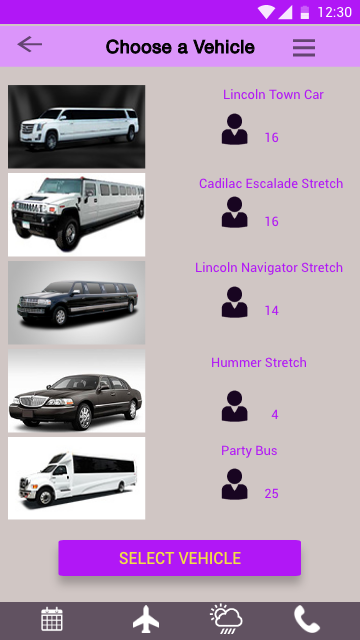 12:30
Choose a Vehicle
Lincoln Town Car
16
Cadilac Escalade Stretch
16
Lincoln Navigator Stretch
14
Hummer Stretch
4
Party Bus
25
SELECT VEHICLE